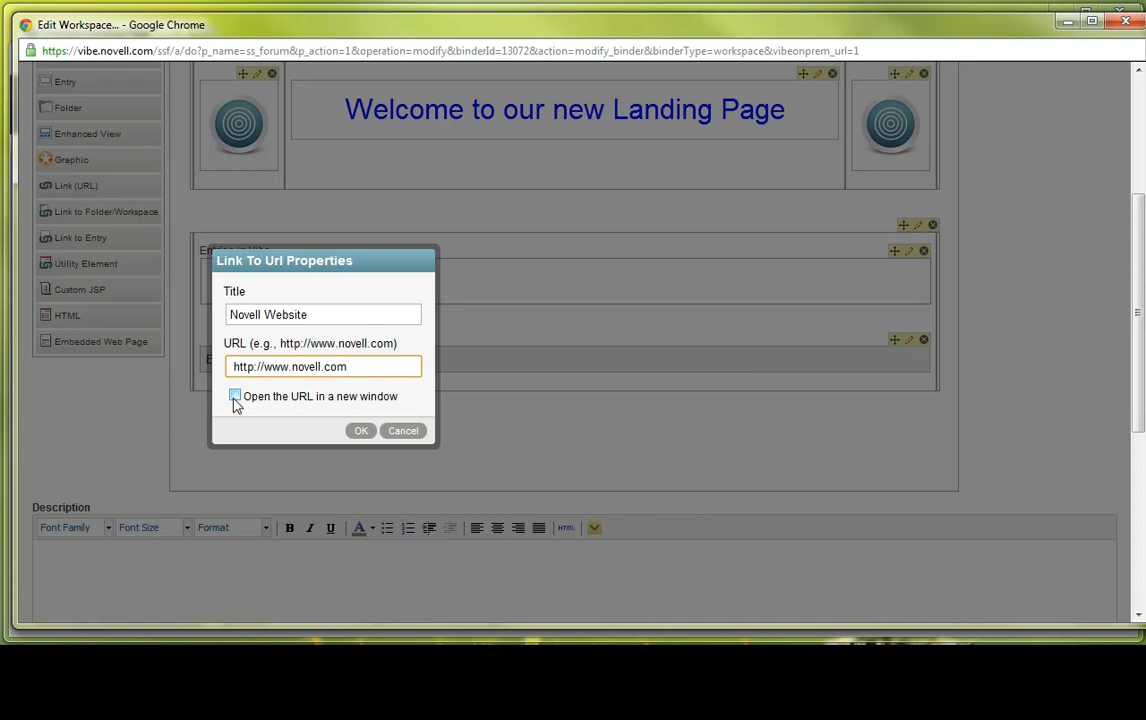 Edit Workspace... - Google Chrome
https://vibe.novell.com/ssf/a/do?p_name=ss_forum&p_action=1&operation=modify&binderId=13072&action=modify_binder&binderType=workspace&vibeonprem_url=1
Entry
Folder
Enhanced View
Graphic
Link (URL)
Link to Folder/Workspace
Link to Entry
Utility Element
Custom JSP
HTML
Embedded Web Page
Welcome to our new Landing Page
Link To Url Properties
Title
Novell Website
URL (e.g., http://www.novell.com)
http://www.novell.com
Open the URL in a new window
OK Cancel
Description
Font Family Font Size Format B I U A HTML